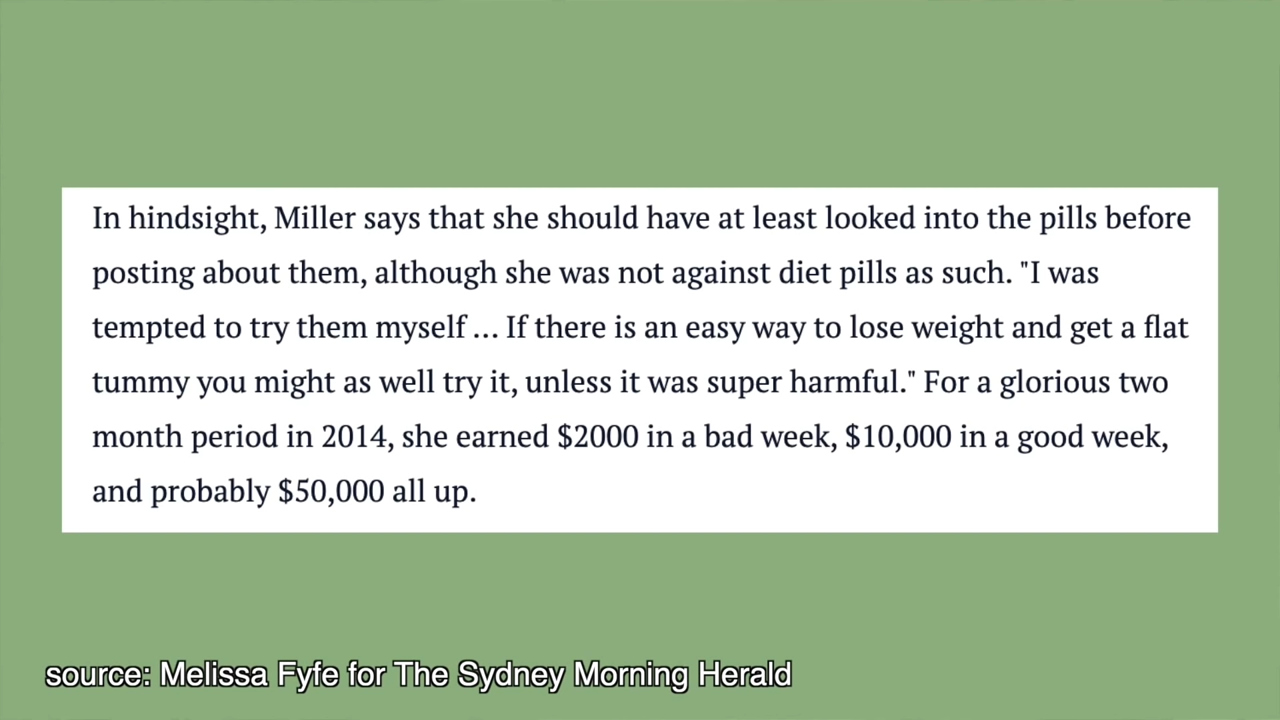 In hindsight, Miller says that she should have at least looked into the pills before
posting about them, although she was not against diet pills as such. "I was
tempted to try them myself ... If there is an easy way to lose weight and get a flat
tummy you might as well try it, unless it was super harmful." For a glorious two
month period in 2014, she earned $2000 in a bad week, $10,000 in a good week,
and probably $50,000 all up.
source: Melissa Fyfe for The Sydney Morning Herald